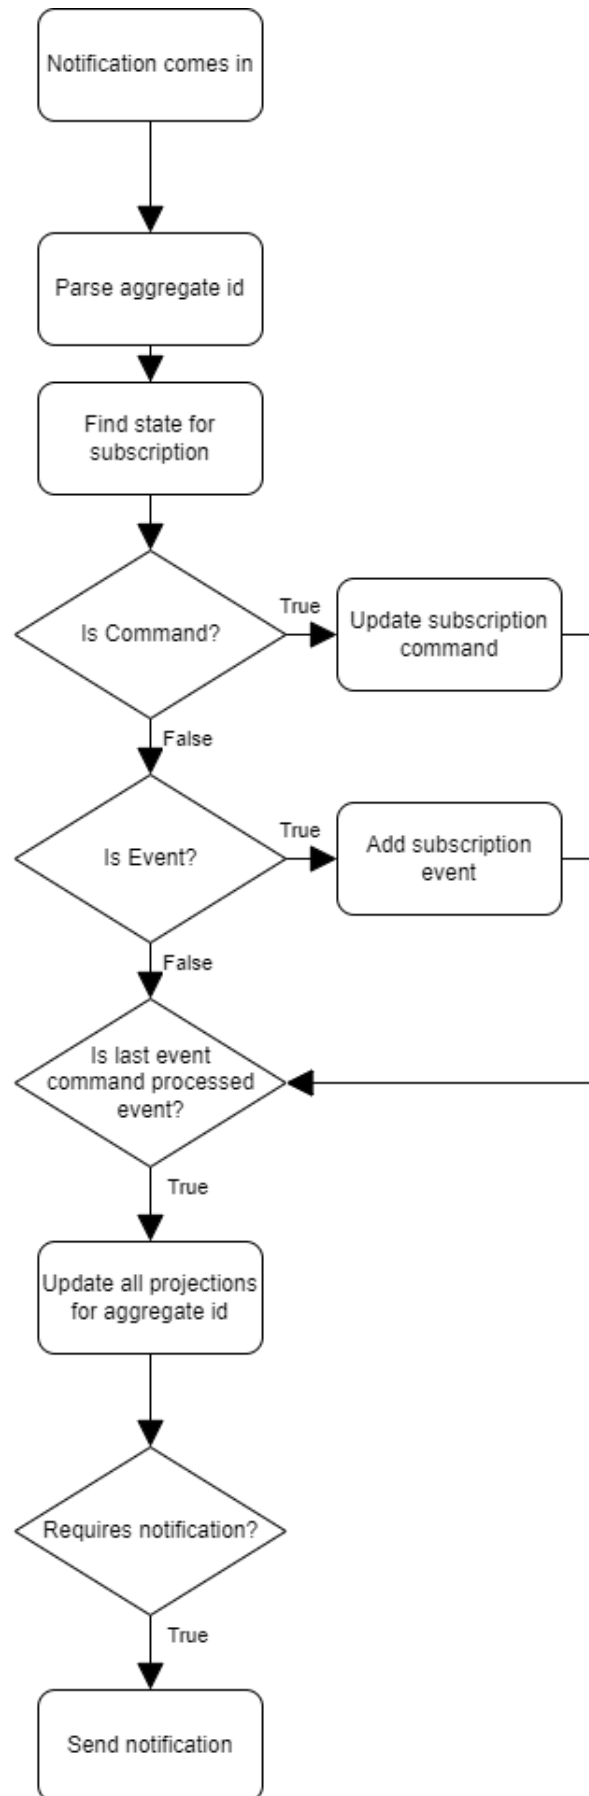 Notification comes in
Parse aggregate id
Find state for
subscription
Is Command?
True
Update subscription
command
False
Is Event?
True
Add subscription
event
False
Is last event
command processed
event?
True
Update all projections
for aggregate id
Requires notification?
True
Send notification